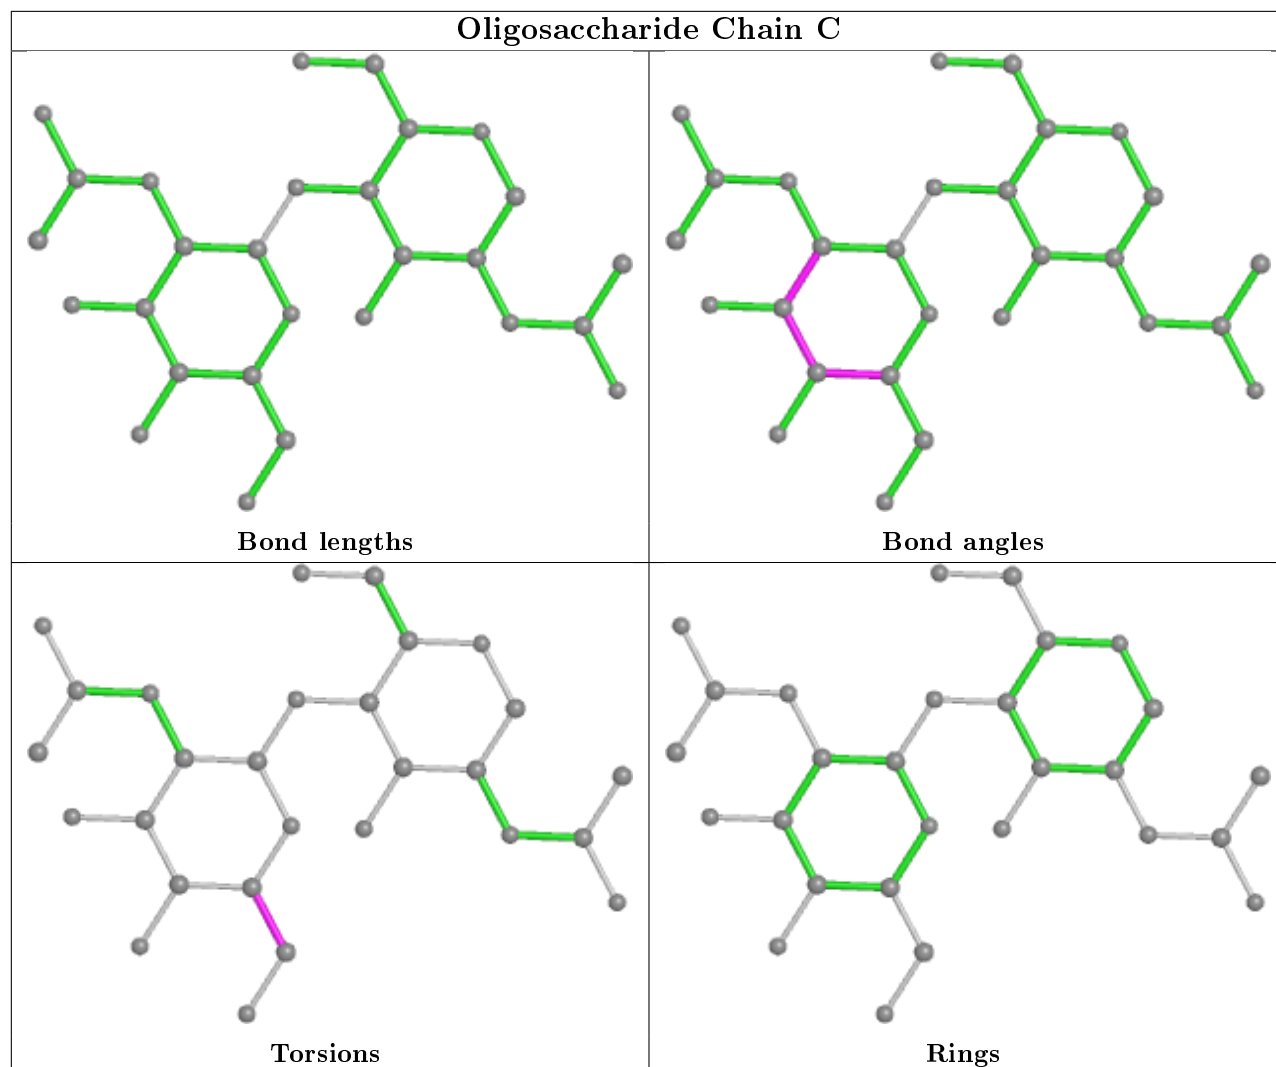 Oligosaccharide Chain C
Bond lengths
Bond angles
Torsions
Rings